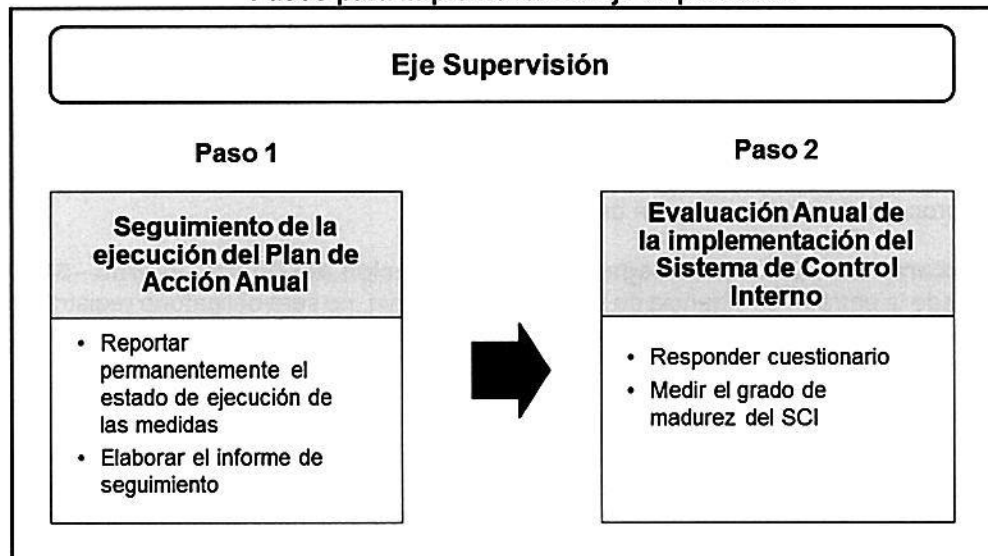 Eje Supervisión
Paso 1
Seguimiento de la
ejecución del Plan de
Acción Anual
• Reportar
permanentemente el
estado de ejecución de
las medidas
• Elaborar el informe de
seguimiento
Paso 2
Evaluación Anual de
la implementación del
Sistema de Control
Interno
• Responder cuestionario
• Medir el grado de
madurez del SCI